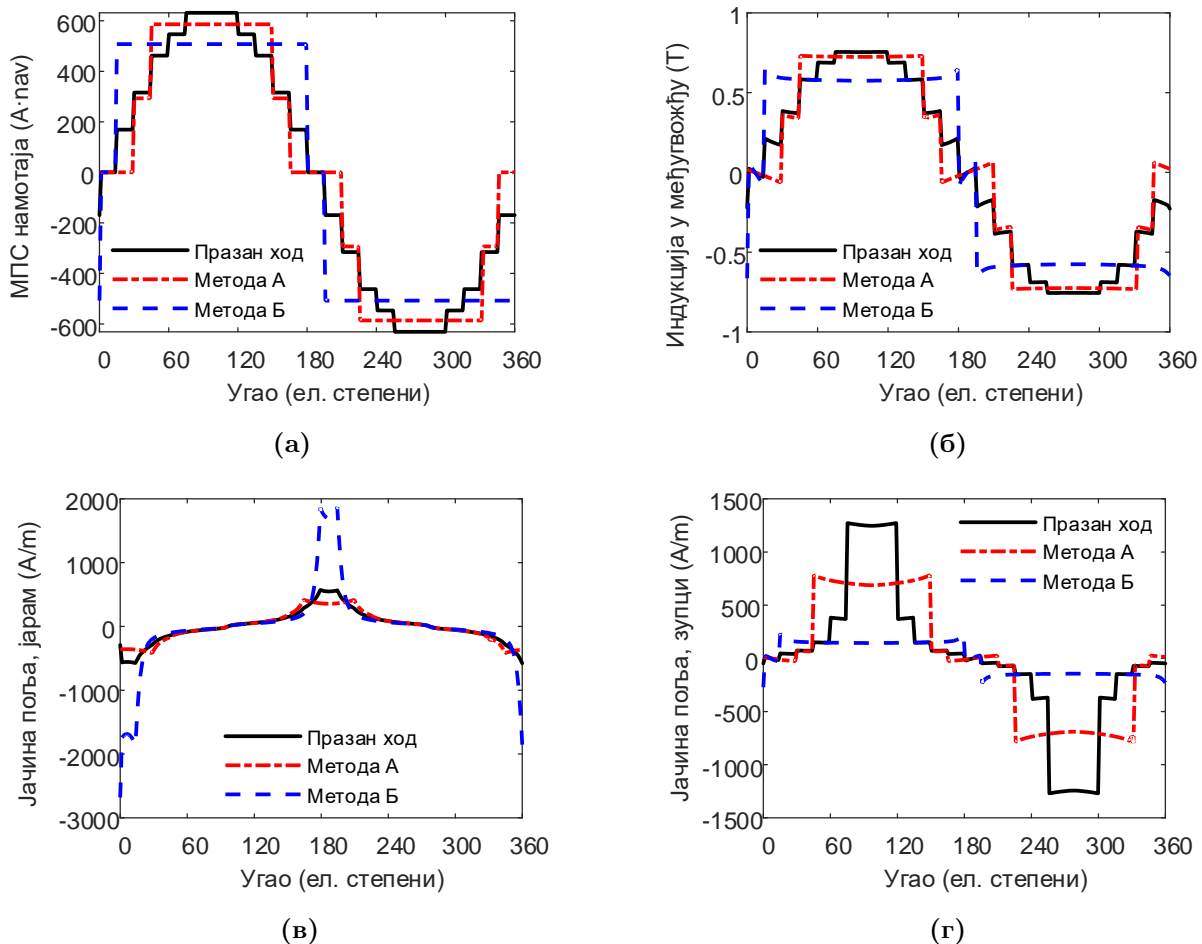 МПС намотаја (A·nav)
600
400
200
0
-200
-400
-600
Празан ход
Метода А
Метода Б
0 60 120 180 240 300 360
Угао (ел. степени)
(а)
Индукција у међугвожђу (T)
1
0.5
0
-0.5
-1
Празан ход
Метода А
Метода Б
0 60 120 180 240 300 360
Угао (ел. степени)
(б)
Јачина поља, јарам (A/m)
2000
1000
0
-1000
-2000
-3000
Празан ход
Метода А
Метода Б
0 60 120 180 240 300 360
Угао (ел. степени)
(в)
Јачина поља, зупци (A/m)
1500
1000
500
0
-500
-1000
-1500
Празан ход
Метода А
Метода Б
0 60 120 180 240 300 360
Угао (ел. степени)
(г)